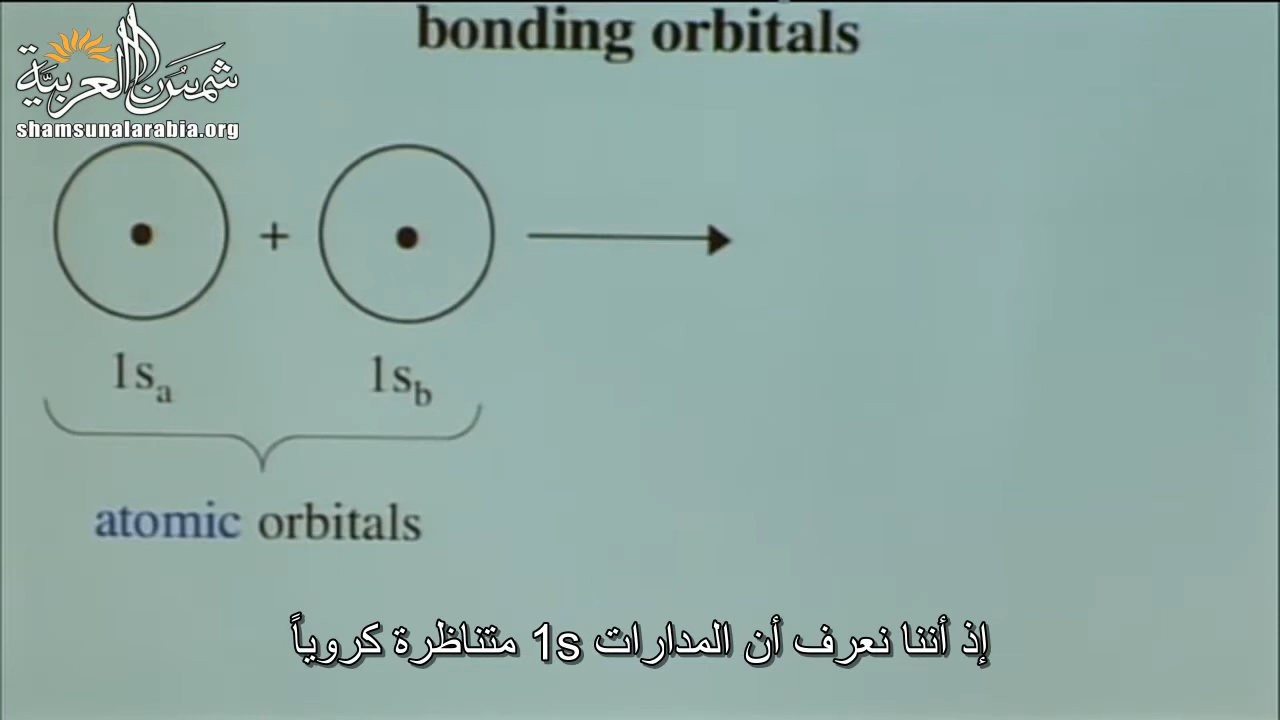 bonding orbitals
شمس العربية
shamsunalarabia.org
+
1sa 1sb
atomic orbitals
إذ أننا نعرف أن المدارات 1s متناظرة كروياً